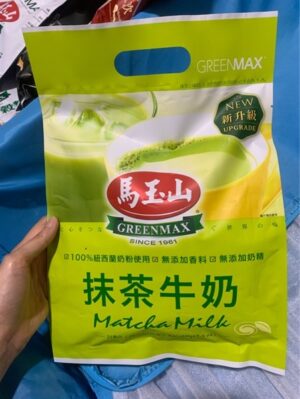 GREENMAX
NEW
新升級
UPGRADE
馬玉山
GREENMAX
SINCE 1961
100%紐西蘭奶粉使用 無添加香料 無添加奶精
抹茶牛奶
Matcha Milk